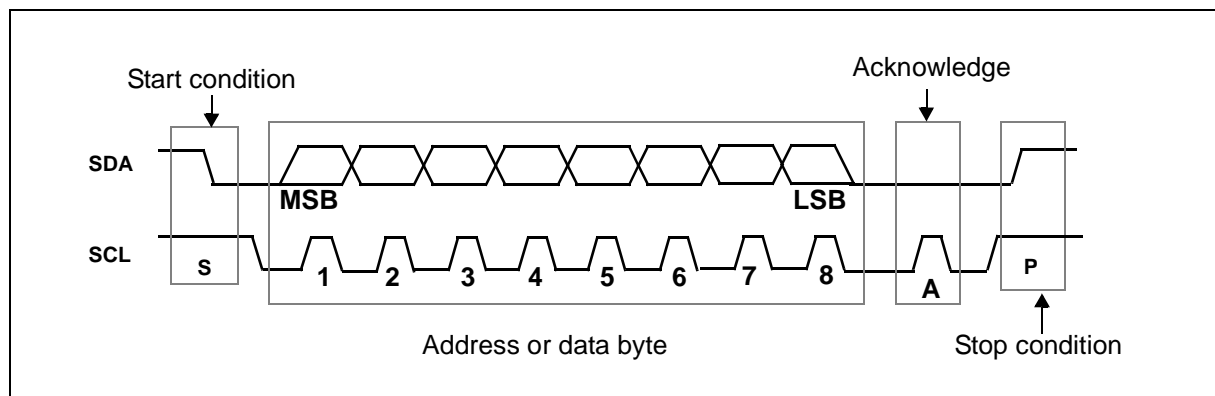 Start condition
Acknowledge
SDA
MSB
LSB
SCL
S
1
2
3
4
5
6
7
8
A
P
Address or data byte
Stop condition